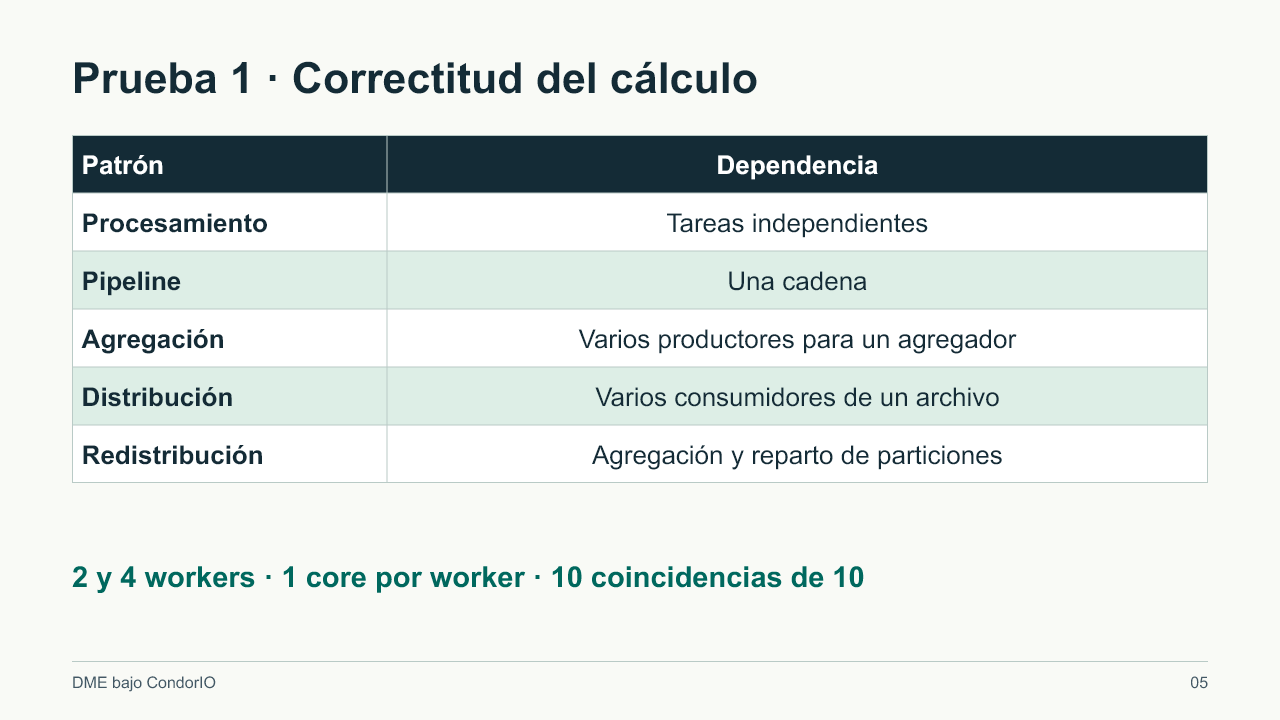 Prueba 1 · Correctitud del cálculo
Patrón Dependencia
Procesamiento Tareas independientes
Pipeline Una cadena
Agregación Varios productores para un agregador
Distribución Varios consumidores de un archivo
Redistribución Agregación y reparto de particiones
2 y 4 workers · 1 core por worker · 10 coincidencias de 10
DME bajo CondorIO 05